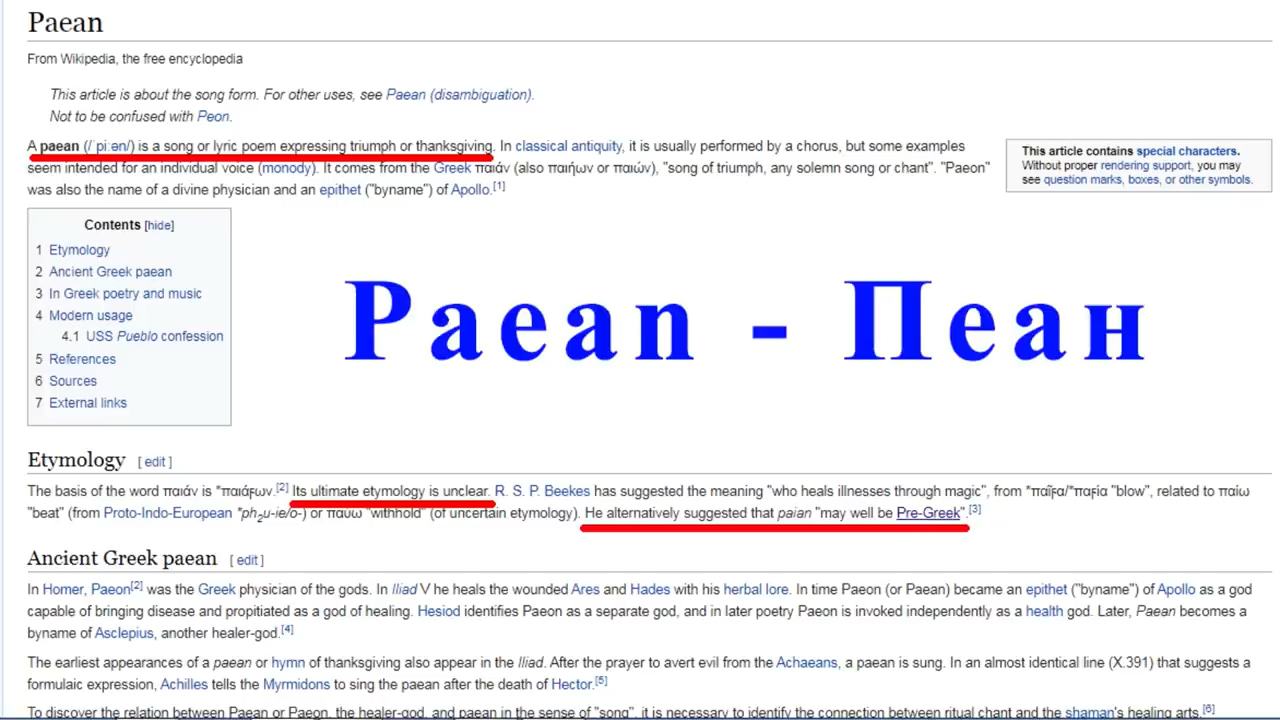 Paean
From Wikipedia, the free encyclopedia
This article is about the song form. For other uses, see Paean (disambiguation).
Not to be confused with Peon.
A paean (/ˈpiːən/) is a song or lyric poem expressing triumph or thanksgiving. In classical antiquity, it is usually performed by a chorus, but some examples
seem intended for an individual voice (monody). It comes from the Greek παιάν (also παιήων or παιών), "song of triumph, any solemn song or chant". "Paeon"
was also the name of a divine physician and an epithet ("byname") of Apollo.[1]
This article contains special characters.
Without proper rendering support, you may
see question marks, boxes, or other symbols.
Contents [hide]
1 Etymology
2 Ancient Greek paean
3 In Greek poetry and music
4 Modern usage
4.1 USS Pueblo confession
5 References
6 Sources
7 External links
Paean - Пеан
Etymology [ edit ]
The basis of the word παιάν is *παιάϝων.[2] Its ultimate etymology is unclear. R. S. P. Beekes has suggested the meaning "who heals illnesses through magic", from *παῖϝα/*παϝία "blow", related to παίω
"beat" (from Proto-Indo-European *ph₂u-ie/o-) or παύω "withhold" (of uncertain etymology). He alternatively suggested that paian "may well be Pre-Greek".[3]
Ancient Greek paean [ edit ]
In Homer, Paeon[2] was the Greek physician of the gods. In Iliad V he heals the wounded Ares and Hades with his herbal lore. In time Paeon (or Paean) became an epithet ("byname") of Apollo as a god
capable of bringing disease and propitiated as a god of healing. Hesiod identifies Paeon as a separate god, and in later poetry Paeon is invoked independently as a health god. Later, Paean becomes a
byname of Asclepius, another healer-god.[4]
The earliest appearances of a paean or hymn of thanksgiving also appear in the Iliad. After the prayer to avert evil from the Achaeans, a paean is sung. In an almost identical line (X.391) that suggests a
formulaic expression, Achilles tells the Myrmidons to sing the paean after the death of Hector.[5]
To discover the relation between Paean or Paeon, the healer-god, and paean in the sense of "song", it is necessary to identify the connection between ritual chant and the shaman's healing arts.[6]